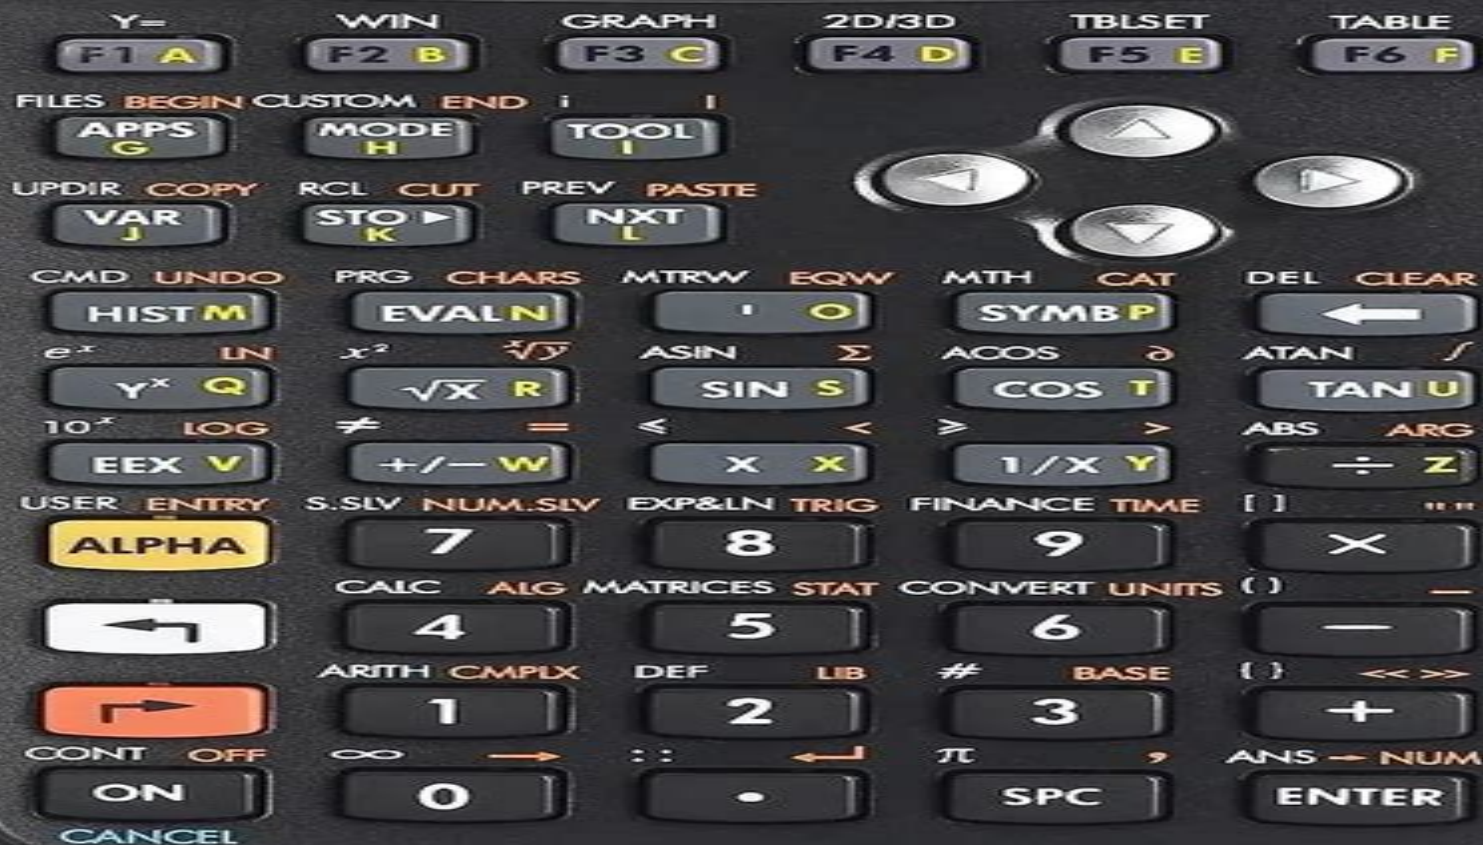 Y= WIN GRAPH 2D/3D TBLSET TABLE
F1 A F2 B F3 C F4 D F5 E F6 F
FILES BEGIN CUSTOM END i |
APPS MODE TOOL
G H I
UPDIR COPY RCL CUT PREV PASTE
VAR STO ▶ NXT
J K L
CMD UNDO PRG CHARS MTRW EQW MTH CAT DEL CLEAR
HIST M EVAL N ' O SYMB P ←
eˣ LN x² ˣ√y ASIN Σ ACOS ∂ ATAN ∫
Yˣ Q √X R SIN S COS T TAN U
10ˣ LOG ≠ = ≤ < ≥ > ABS ARG
EEX V +/− W X X 1/X Y ÷ Z
USER ENTRY S.SLV NUM.SLV EXP&LN TRIG FINANCE TIME [ ] " "
ALPHA 7 8 9 ×
CALC ALG MATRICES STAT CONVERT UNITS ( ) _
4 5 6 −
ARITH CMPLX DEF LIB # BASE { } << >>
1 2 3 +
CONT OFF ∞ → : : ↵ π , ANS → NUM
ON 0 . SPC ENTER
CANCEL